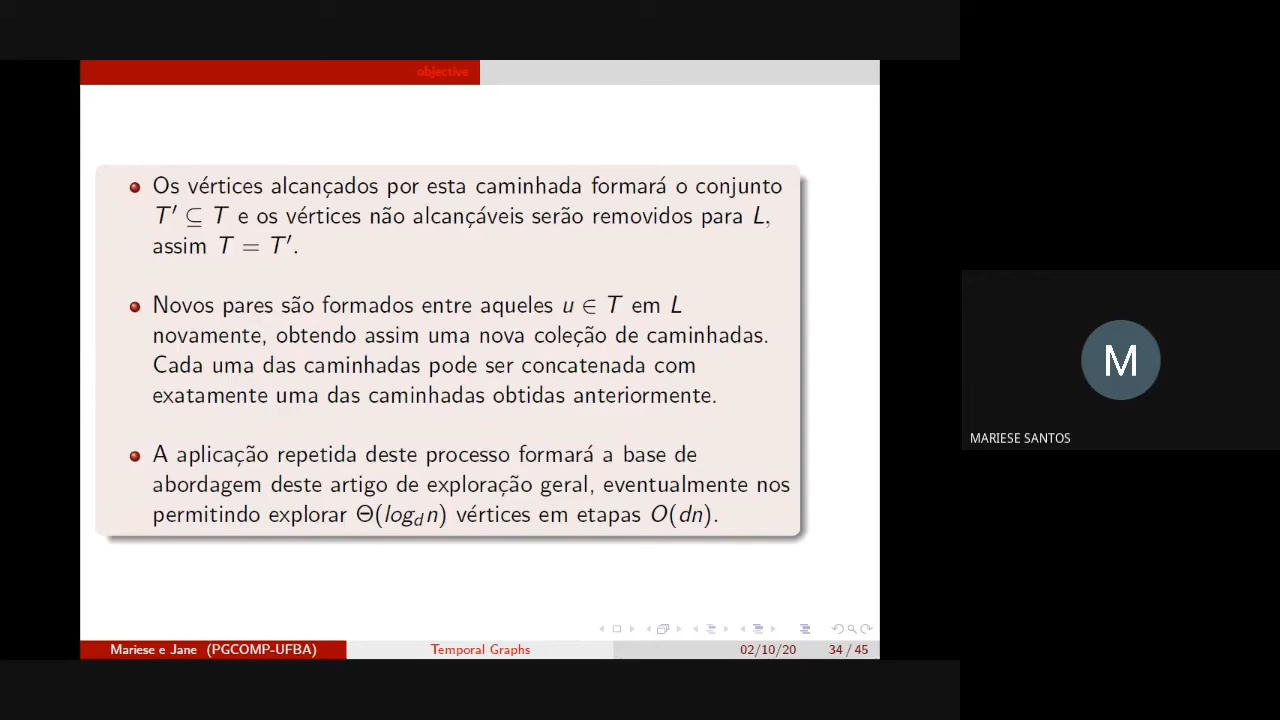 objective
Os vértices alcançados por esta caminhada formará o conjunto
T′ ⊆ T e os vértices não alcançáveis serão removidos para L,
assim T = T′.
Novos pares são formados entre aqueles u ∈ T em L
novamente, obtendo assim uma nova coleção de caminhadas.
Cada uma das caminhadas pode ser concatenada com
exatamente uma das caminhadas obtidas anteriormente.
A aplicação repetida deste processo formará a base de
abordagem deste artigo de exploração geral, eventualmente nos
permitindo explorar Θ(log_d n) vértices em etapas O(dn).
M
MARIESE SANTOS
Mariese e Jane (PGCOMP-UFBA) Temporal Graphs 02/10/20 34 / 45